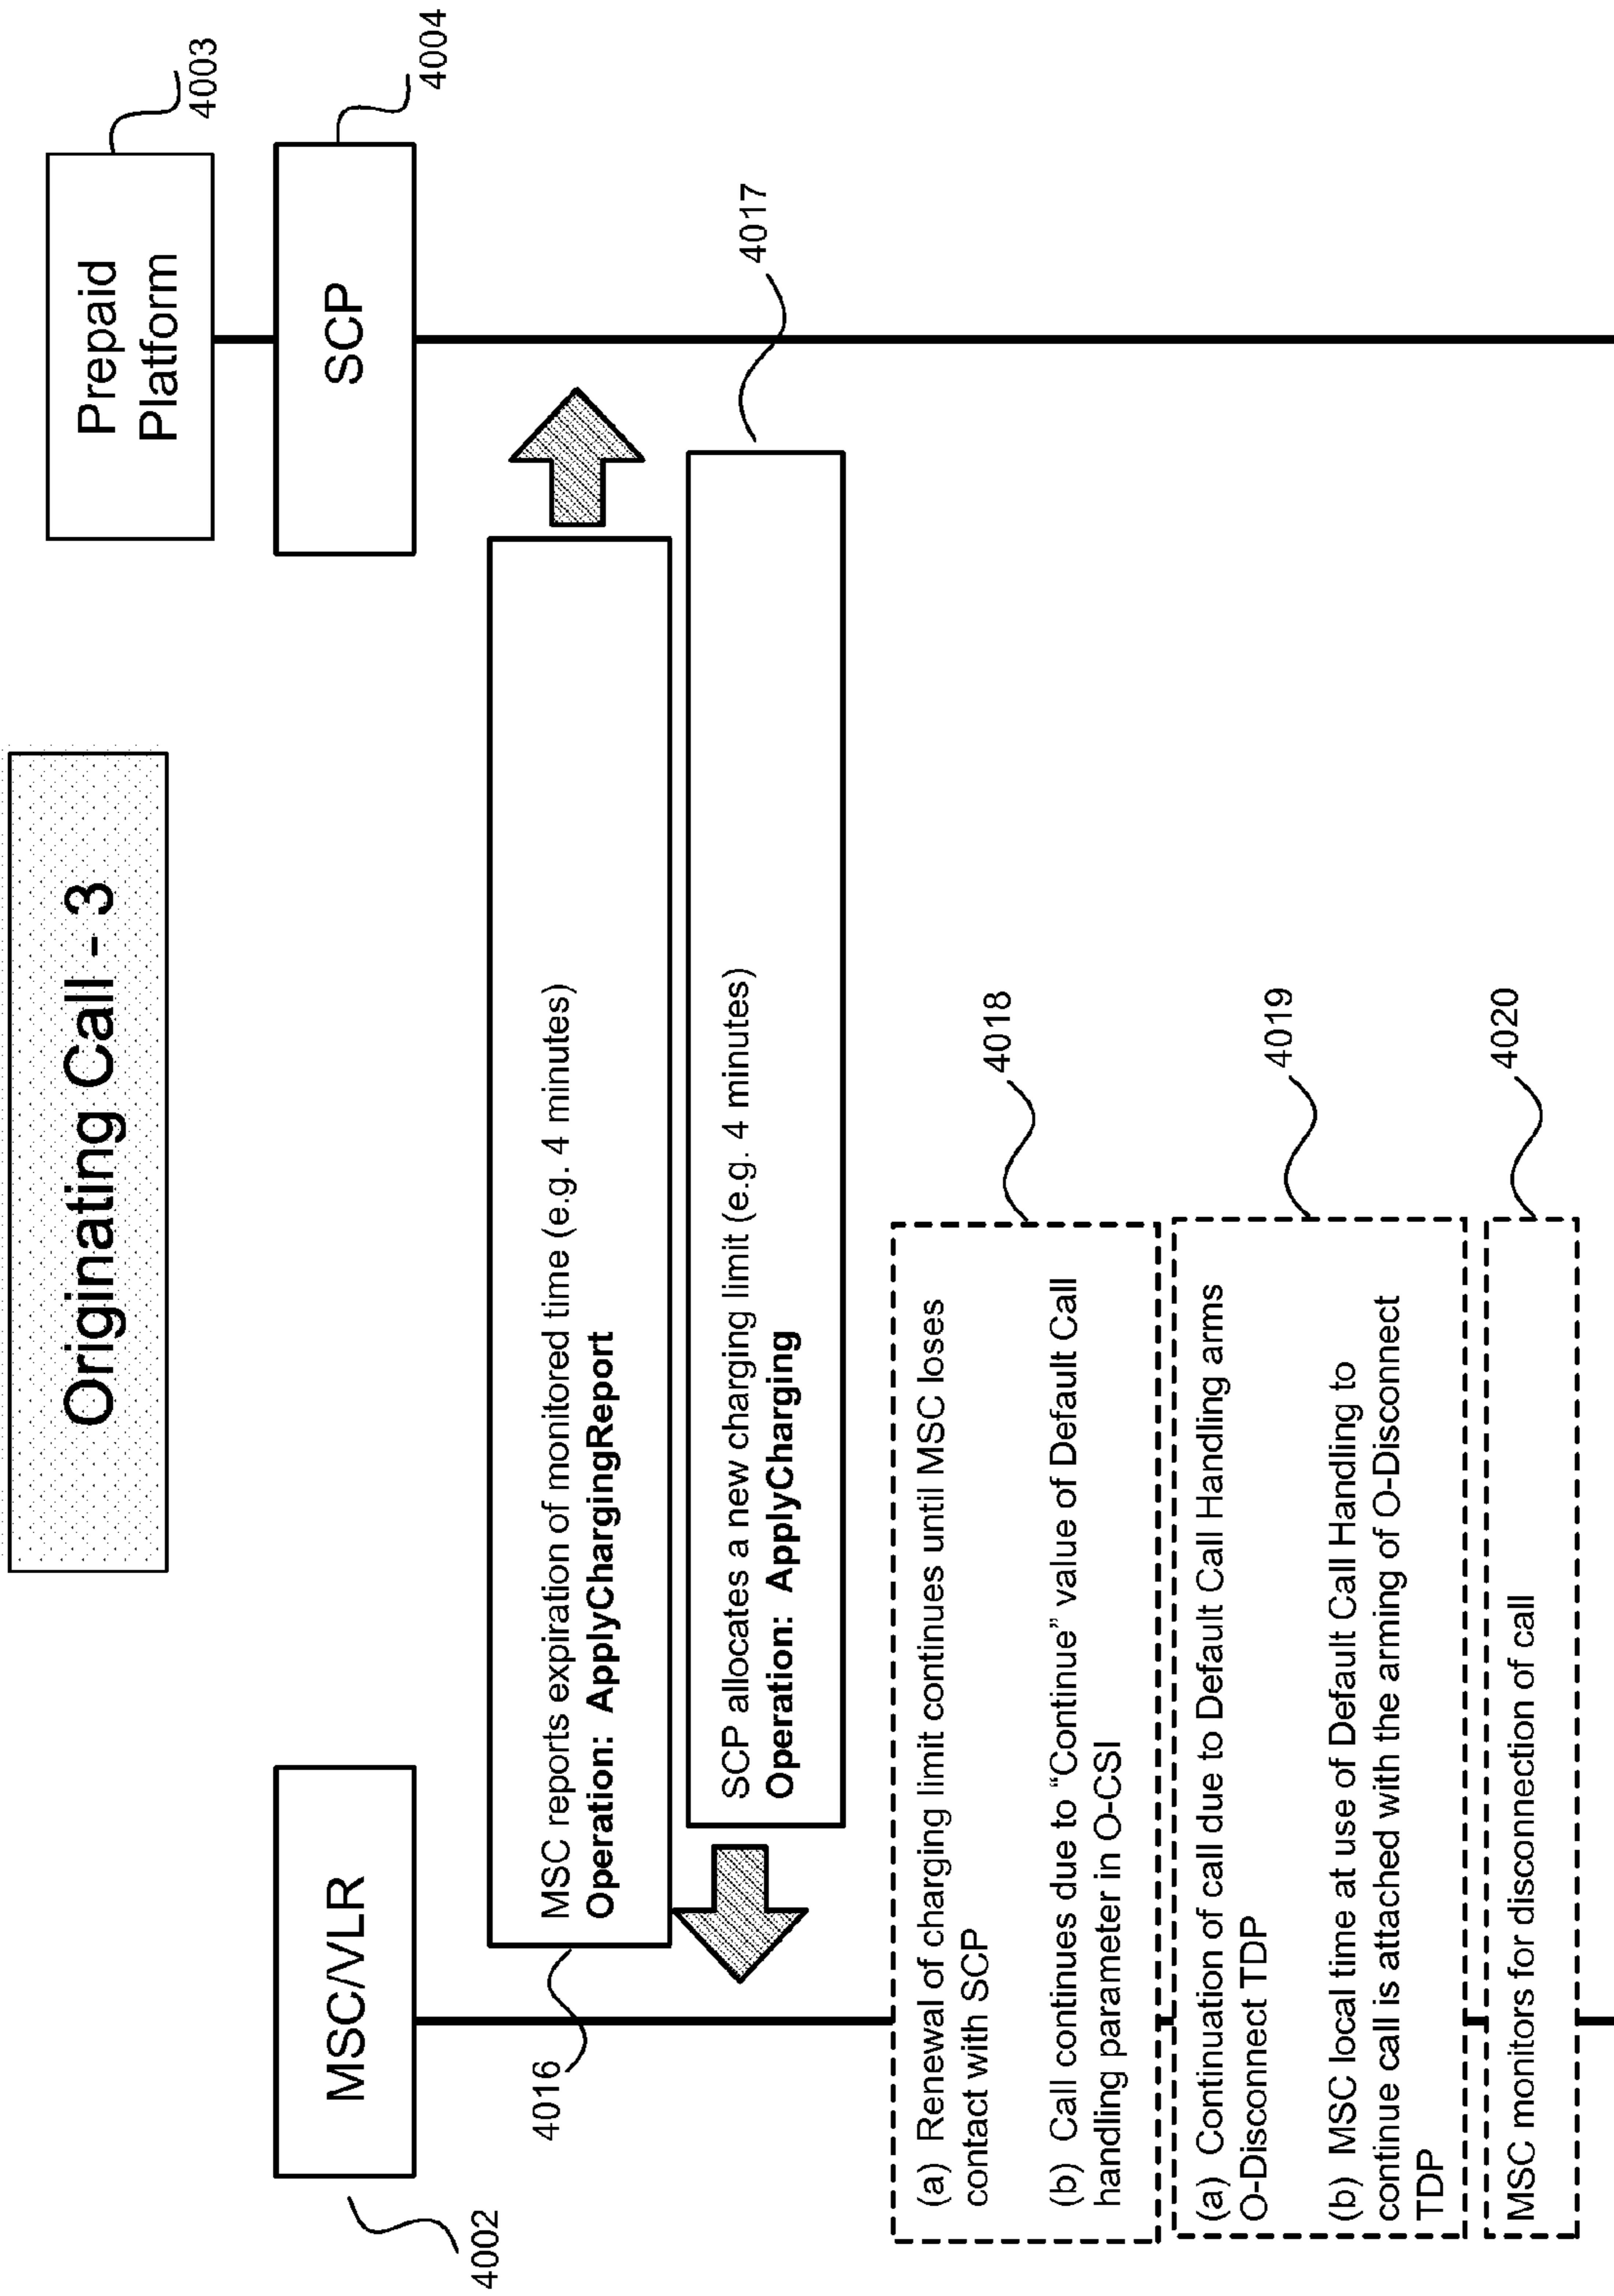 Originating Call - 3
Prepaid
Platform
4003
MSC/VLR
4002
SCP
4004
MSC reports expiration of monitored time (e.g. 4 minutes)
Operation: ApplyChargingReport
4016
SCP allocates a new charging limit (e.g. 4 minutes)
Operation: ApplyCharging
4017
(a) Renewal of charging limit continues until MSC loses
contact with SCP
(b) Call continues due to "Continue" value of Default Call
handling parameter in O-CSI
4018
(a) Continuation of call due to Default Call Handling arms
O-Disconnect TDP
(b) MSC local time at use of Default Call Handling to
continue call is attached with the arming of O-Disconnect
TDP
4019
MSC monitors for disconnection of call
4020